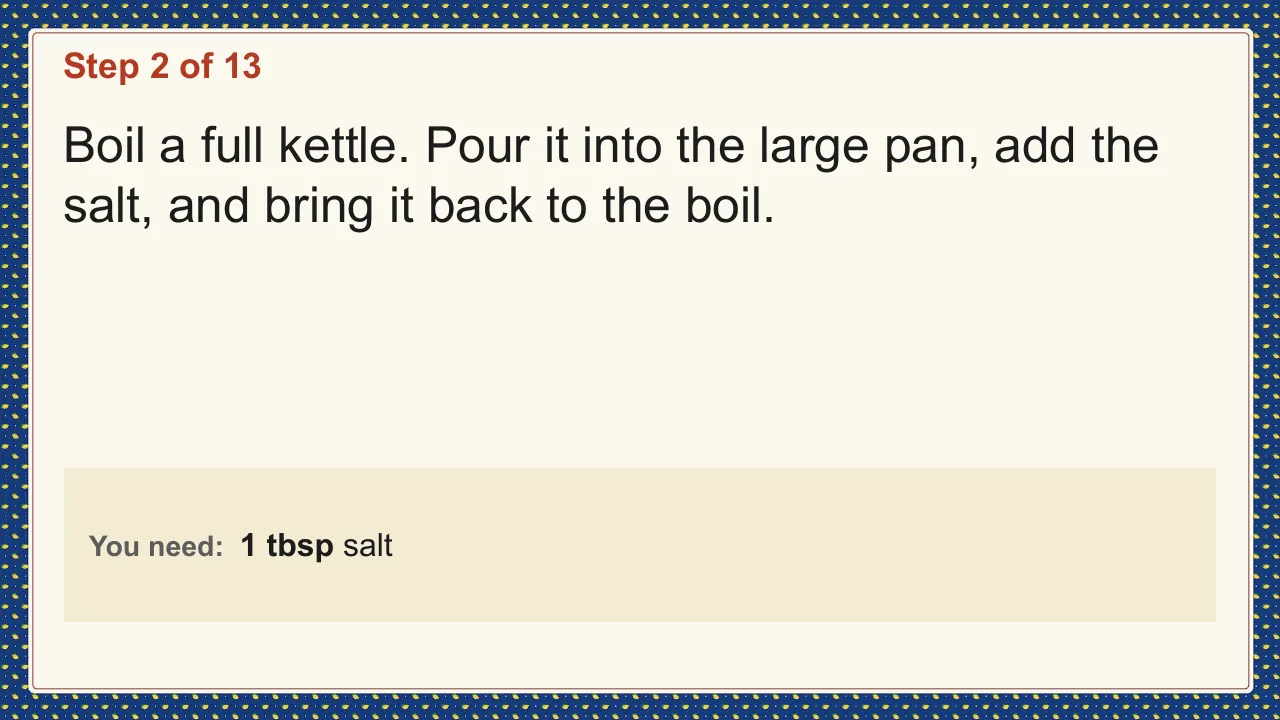 Step 2 of 13
Boil a full kettle. Pour it into the large pan, add the
salt, and bring it back to the boil.
You need: 1 tbsp salt